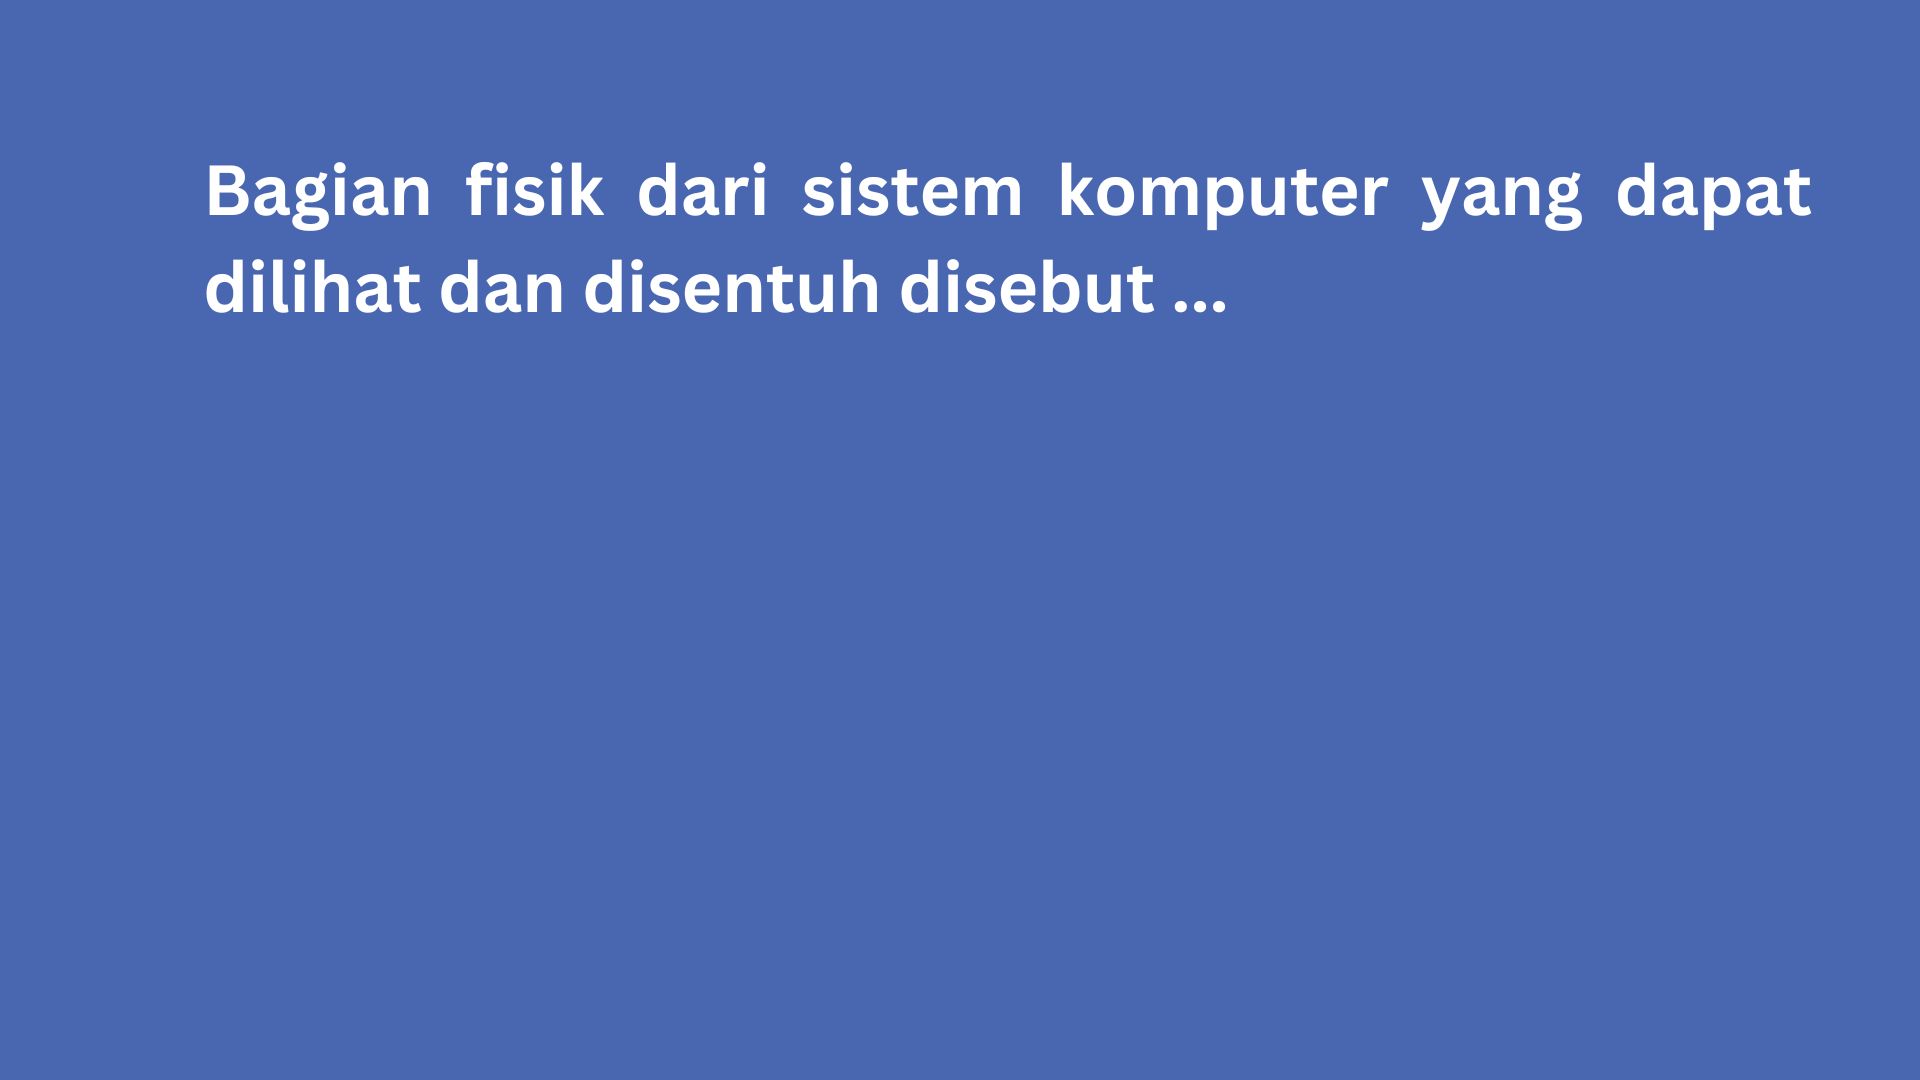 Bagian fisik dari sistem komputer yang dapat
dilihat dan disentuh disebut ...